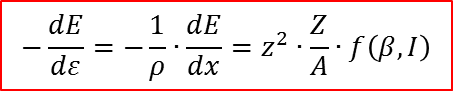 −dE/dε = −1/ρ · dE/dx = z² · Z/A · f(β, I)